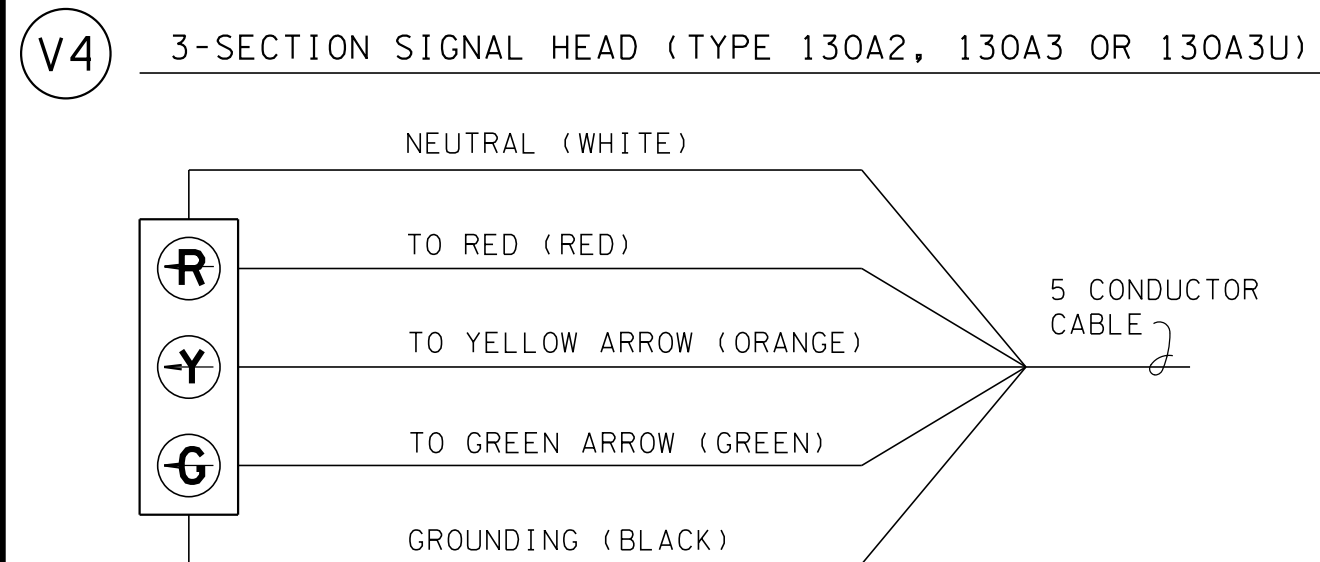 V4
3-SECTION SIGNAL HEAD (TYPE 130A2, 130A3 OR 130A3U)
NEUTRAL (WHITE)
R
TO RED (RED)
5 CONDUCTOR
CABLE
Y
TO YELLOW ARROW (ORANGE)
G
TO GREEN ARROW (GREEN)
GROUNDING (BLACK)